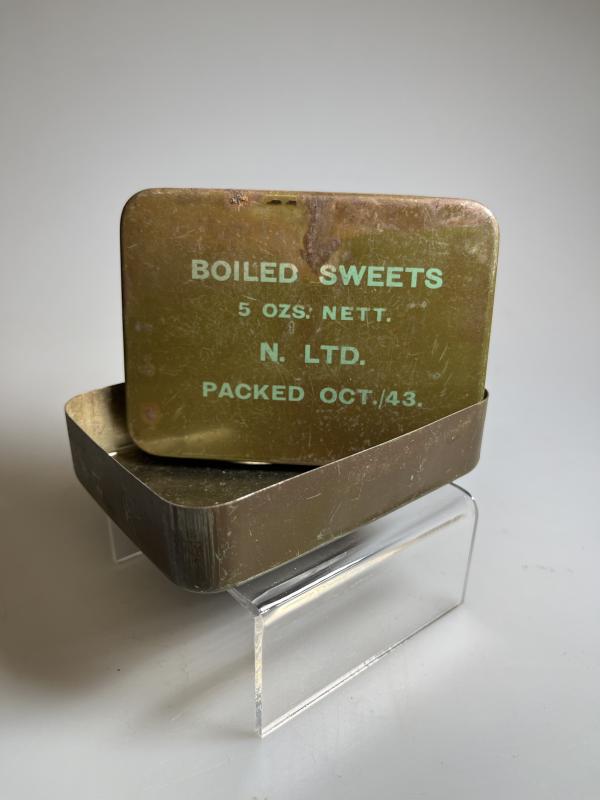 BOILED SWEETS
5 OZS. NETT.
N. LTD.
PACKED OCT./43.